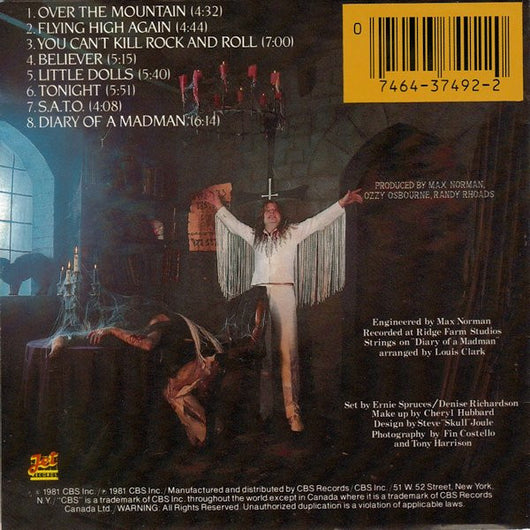 1. OVER THE MOUNTAIN (4:32)
2. FLYING HIGH AGAIN (4:44)
3. YOU CAN'T KILL ROCK AND ROLL (7:00)
4. BELIEVER (5:15)
5. LITTLE DOLLS (5:40)
6. TONIGHT (5:51)
7. S.A.T.O. (4:08)
8. DIARY OF A MADMAN (6:14)
0
7464-37492-2
PRODUCED BY MAX NORMAN,
OZZY OSBOURNE, RANDY RHOADS
Engineered by Max Norman
Recorded at Ridge Farm Studios
Strings on "Diary of a Madman"
arranged by Louis Clark
Set by Ernie Spruces/Denise Richardson
Make up by Cheryl Hubbard
Design by Steve "Skull" Joule
Photography by Fin Costello
and Tony Harrison
Jet
RECORDS
© 1981 CBS Inc./℗ 1981 CBS Inc./Manufactured and distributed by CBS Records/CBS Inc./51 W 52 Street, New York,
N.Y./"CBS" is a trademark of CBS Inc. throughout the world except in Canada where it is a trademark of CBS Records
Canada Ltd./WARNING: All Rights Reserved. Unauthorized duplication is a violation of applicable laws.